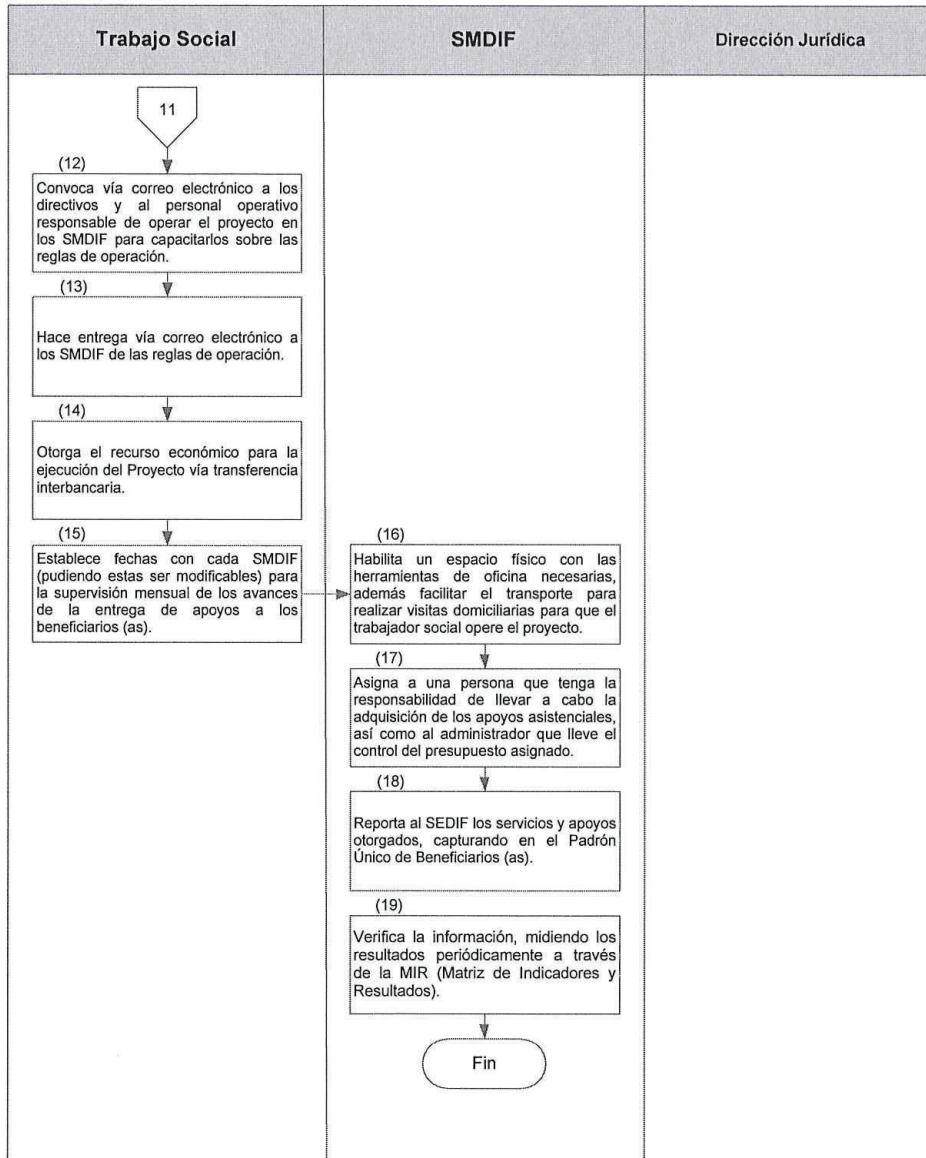 Trabajo Social
SMDIF
Dirección Jurídica
11
(12)
Convoca vía correo electrónico a los
directivos y al personal operativo
responsable de operar el proyecto en
los SMDIF para capacitarlos sobre las
reglas de operación.
(13)
Hace entrega vía correo electrónico a
los SMDIF de las reglas de operación.
(14)
Otorga el recurso económico para la
ejecución del Proyecto vía transferencia
interbancaria.
(15)
Establece fechas con cada SMDIF
(pudiendo estas ser modificables) para
la supervisión mensual de los avances
de la entrega de apoyos a los
beneficiarios (as).
(16)
Habilita un espacio físico con las
herramientas de oficina necesarias,
además facilitar el transporte para
realizar visitas domiciliarias para que el
trabajador social opere el proyecto.
(17)
Asigna a una persona que tenga la
responsabilidad de llevar a cabo la
adquisición de los apoyos asistenciales,
así como al administrador que lleve el
control del presupuesto asignado.
(18)
Reporta al SEDIF los servicios y apoyos
otorgados, capturando en el Padrón
Único de Beneficiarios (as).
(19)
Verifica la información, midiendo los
resultados periódicamente a través
de la MIR (Matriz de Indicadores y
Resultados).
Fin